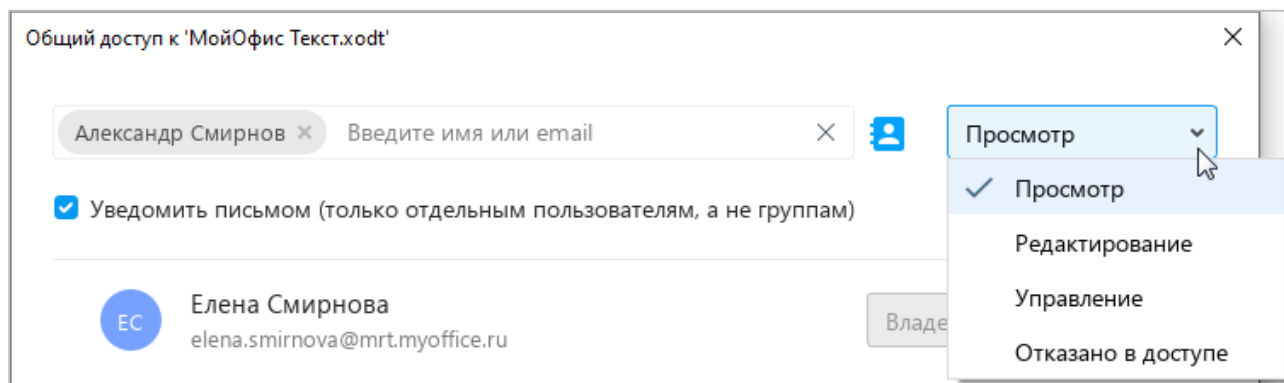 Общий доступ к 'МойОфис Текст.xodt'
Александр Смирнов Введите имя или email Просмотр
Просмотр
Уведомить письмом (только отдельным пользователям, а не группам)
Редактирование
Управление
ЕС
Елена Смирнова
elena.smirnova@mrt.myoffice.ru
Владе
Отказано в доступе